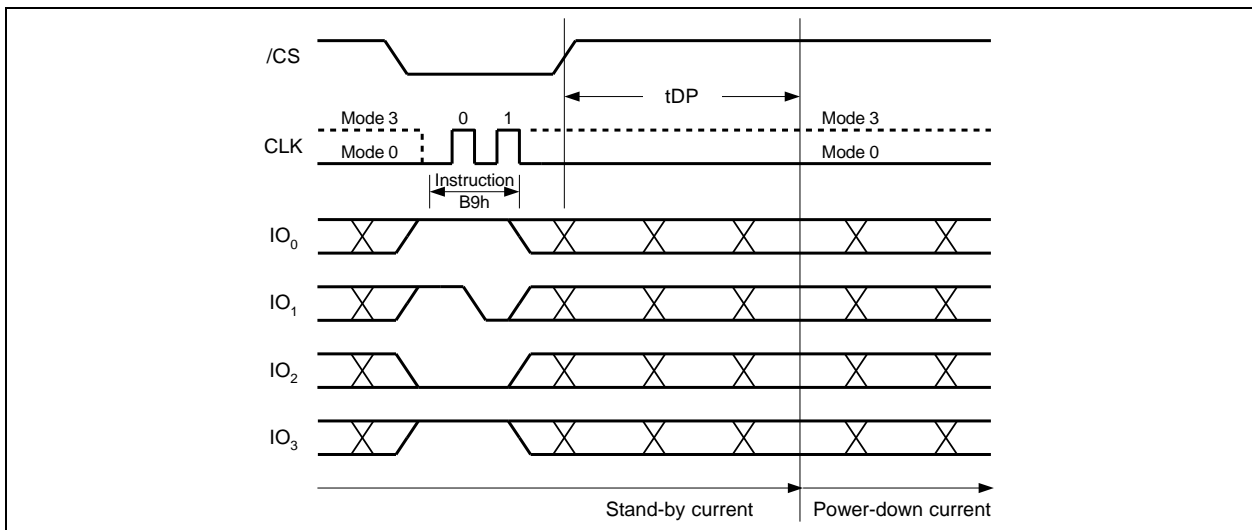 /CS
tDP
Mode 3 0 1 Mode 3
CLK
Mode 0 Mode 0
Instruction
B9h
IO0
IO1
IO2
IO3
Stand-by current Power-down current